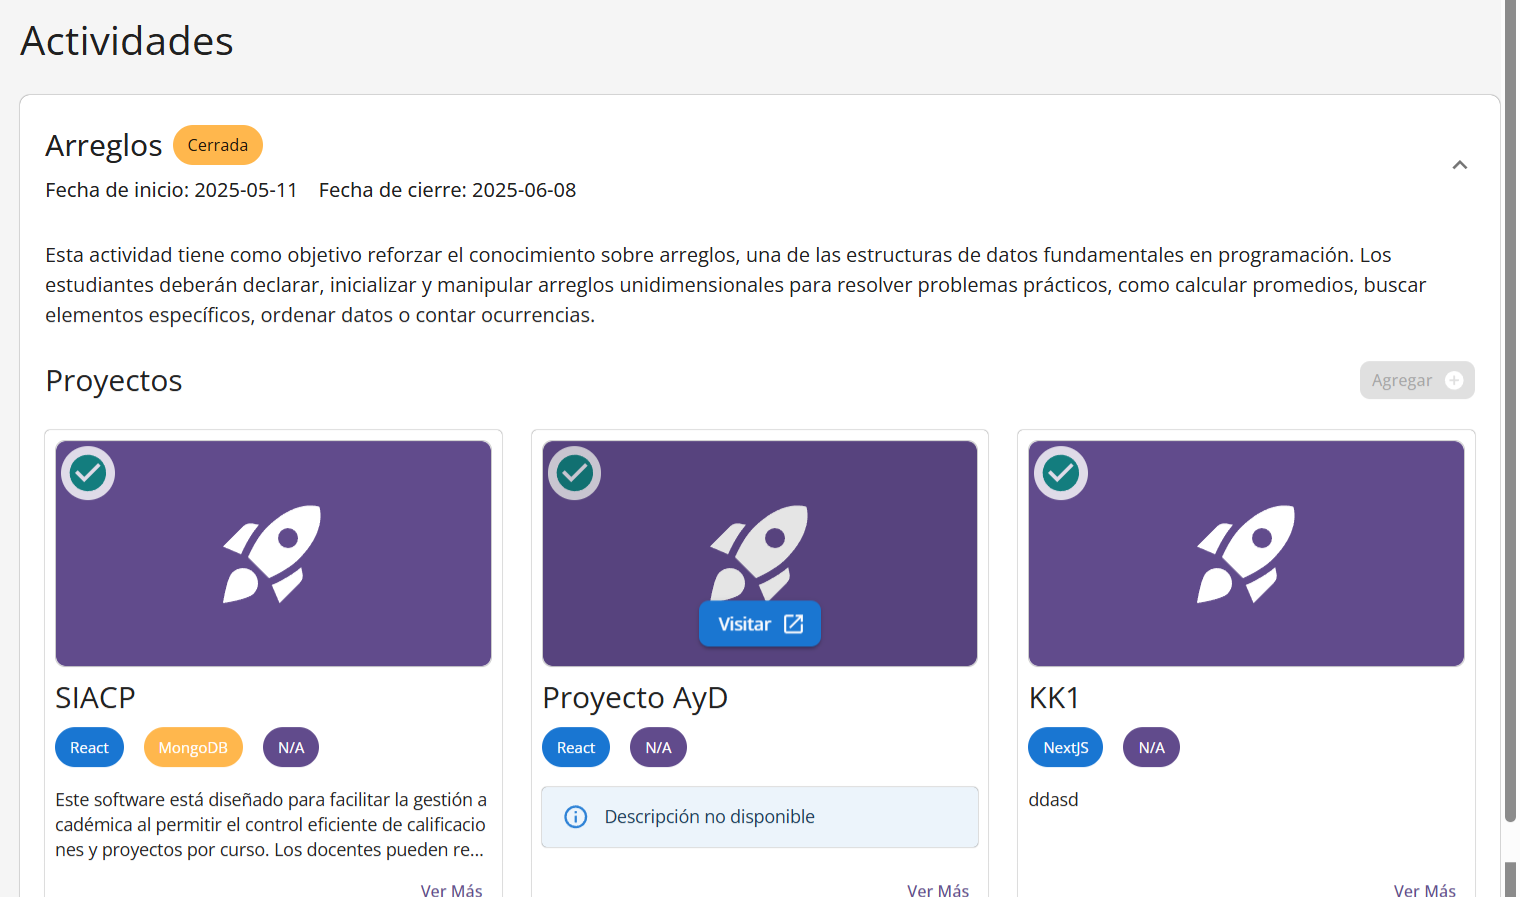 Actividades
Arreglos Cerrada
Fecha de inicio: 2025-05-11 Fecha de cierre: 2025-06-08
Esta actividad tiene como objetivo reforzar el conocimiento sobre arreglos, una de las estructuras de datos fundamentales en programación. Los
estudiantes deberán declarar, inicializar y manipular arreglos unidimensionales para resolver problemas prácticos, como calcular promedios, buscar
elementos específicos, ordenar datos o contar ocurrencias.
Proyectos
Agregar
SIACP
React MongoDB N/A
Este software está diseñado para facilitar la gestión a
cadémica al permitir el control eficiente de calificacio
nes y proyectos por curso. Los docentes pueden re...
Ver Más
Visitar
Proyecto AyD
React N/A
Descripción no disponible
Ver Más
KK1
NextJS N/A
ddasd
Ver Más